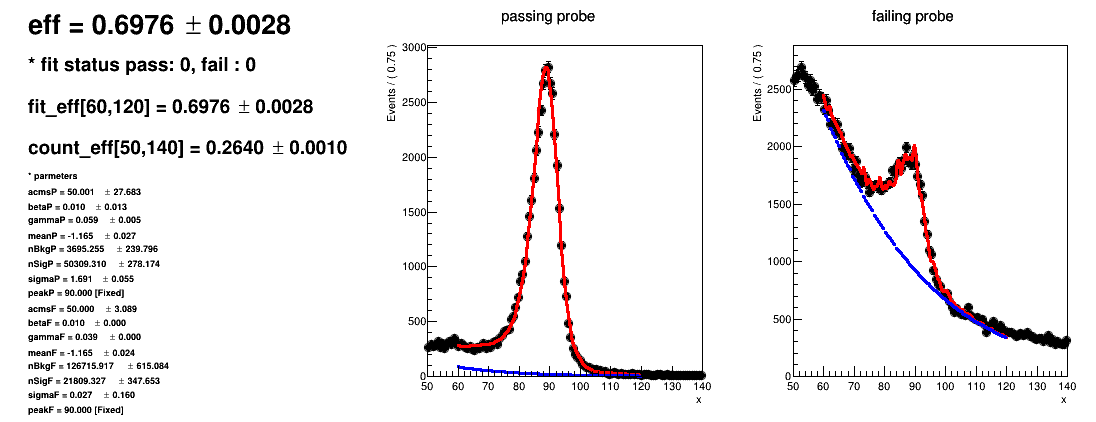 eff = 0.6976 ± 0.0028
* fit status pass: 0, fail : 0
fit_eff[60,120] = 0.6976 ± 0.0028
count_eff[50,140] = 0.2640 ± 0.0010
* parmeters
acmsP = 50.001 ± 27.683
betaP = 0.010 ± 0.013
gammaP = 0.059 ± 0.005
meanP = -1.165 ± 0.027
nBkgP = 3695.255 ± 239.796
nSigP = 50309.310 ± 278.174
sigmaP = 1.691 ± 0.055
peakP = 90.000 [Fixed]
acmsF = 50.000 ± 3.089
betaF = 0.010 ± 0.000
gammaF = 0.039 ± 0.000
meanF = -1.165 ± 0.024
nBkgF = 126715.917 ± 615.084
nSigF = 21809.327 ± 347.653
sigmaF = 0.027 ± 0.160
peakF = 90.000 [Fixed]
passing probe
Events / ( 0.75 )
3000
2500
2000
1500
1000
500
0
50 60 70 80 90 100 110 120 130 140
x
failing probe
Events / ( 0.75 )
2500
2000
1500
1000
500
0
50 60 70 80 90 100 110 120 130 140
x